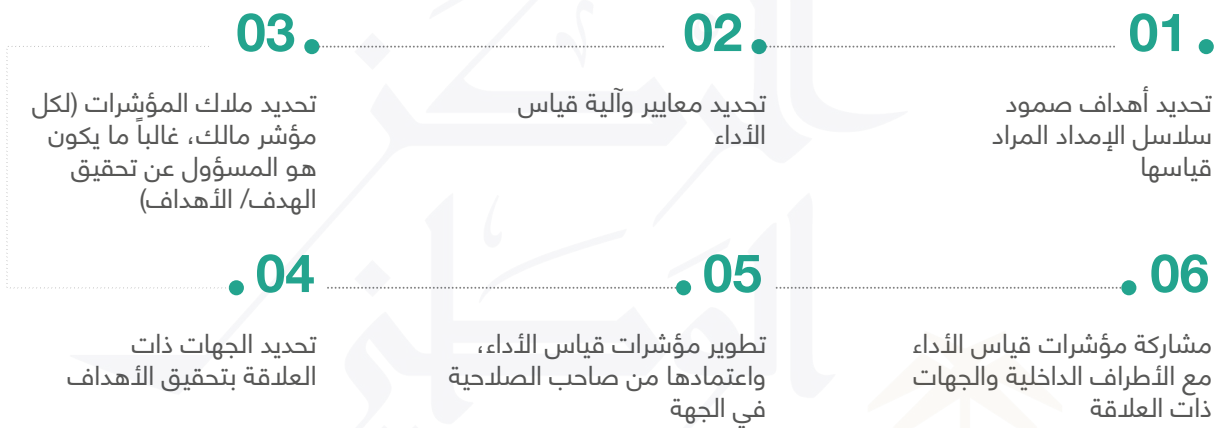 01
تحديد أهداف صمود
سلاسل الإمداد المراد
قياسها
02
تحديد معايير وآلية قياس
الأداء
03
تحديد ملاك المؤشرات (لكل
مؤشر مالك، غالباً ما يكون
هو المسؤول عن تحقيق
الهدف/ الأهداف)
04
تحديد الجهات ذات
العلاقة بتحقيق الأهداف
05
تطوير مؤشرات قياس الأداء،
واعتمادها من صاحب الصلاحية
في الجهة
06
مشاركة مؤشرات قياس الأداء
مع الأطراف الداخلية والجهات
ذات العلاقة